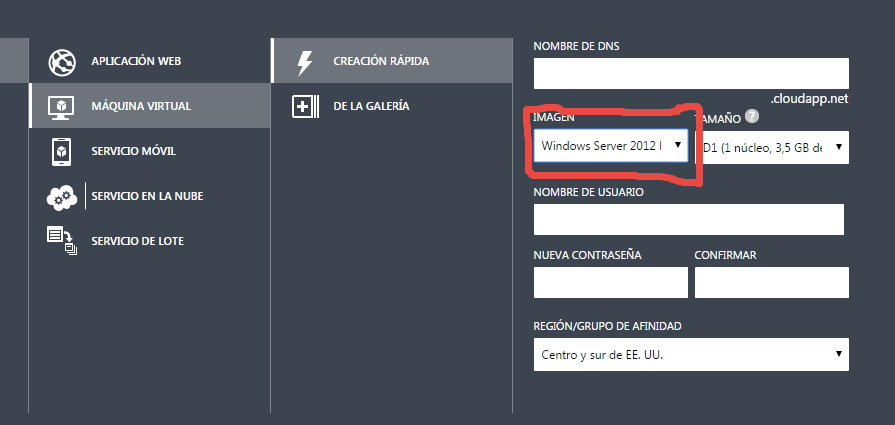 APLICACIÓN WEB
MÁQUINA VIRTUAL
SERVICIO MÓVIL
SERVICIO EN LA NUBE
SERVICIO DE LOTE
CREACIÓN RÁPIDA
DE LA GALERÍA
NOMBRE DE DNS
.cloudapp.net
IMAGEN
Windows Server 2012
TAMAÑO ?
D1 (1 núcleo, 3,5 GB de
NOMBRE DE USUARIO
NUEVA CONTRASEÑA
CONFIRMAR
REGIÓN/GRUPO DE AFINIDAD
Centro y sur de EE. UU.